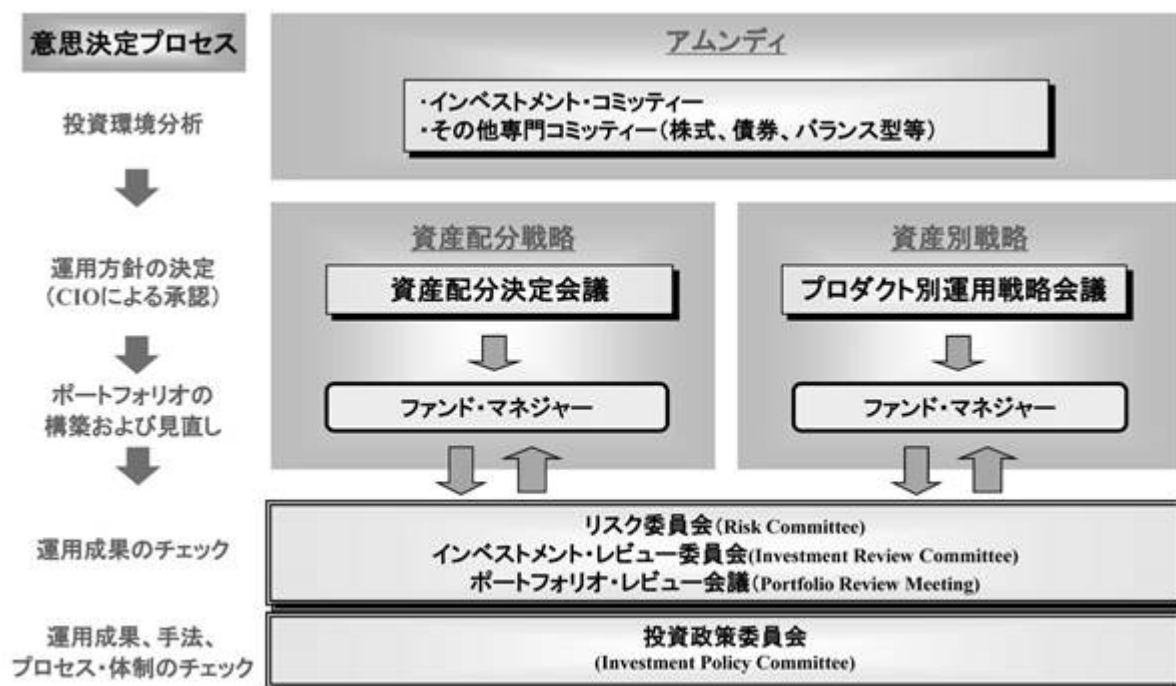 意思決定プロセス
アムンディ
・インベストメント・コミッティー
・その他専門コミッティー（株式、債券、バランス型等）
投資環境分析
資産配分戦略
資産別戦略
運用方針の決定
（CIOによる承認）
資産配分決定会議
プロダクト別運用戦略会議
ポートフォリオの
構築および見直し
ファンド・マネジャー
ファンド・マネジャー
運用成果のチェック
リスク委員会（Risk Committee）
インベストメント・レビュー委員会（Investment Review Committee）
ポートフォリオ・レビュー会議（Portfolio Review Meeting）
運用成果、手法、
プロセス・体制のチェック
投資政策委員会
（Investment Policy Committee）